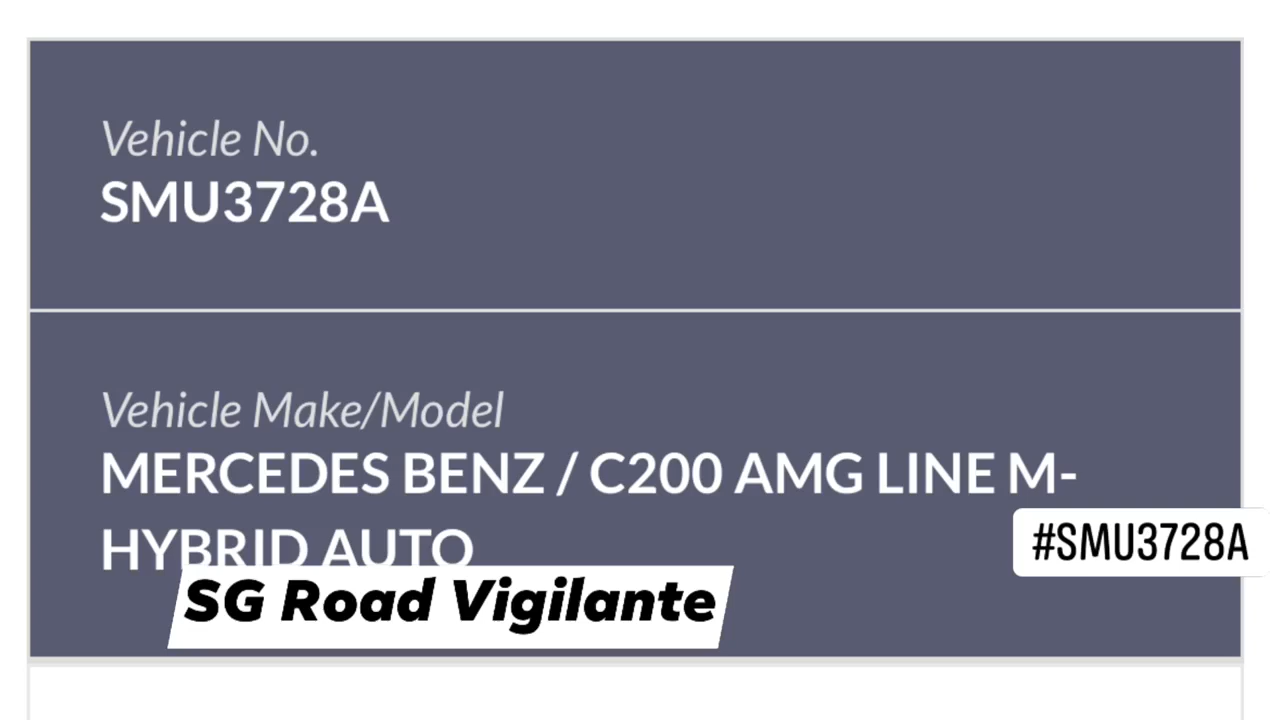 Vehicle No.
SMU3728A
Vehicle Make/Model
MERCEDES BENZ / C200 AMG LINE M-
HYBRID AUTO
#SMU3728A
SG Road Vigilante